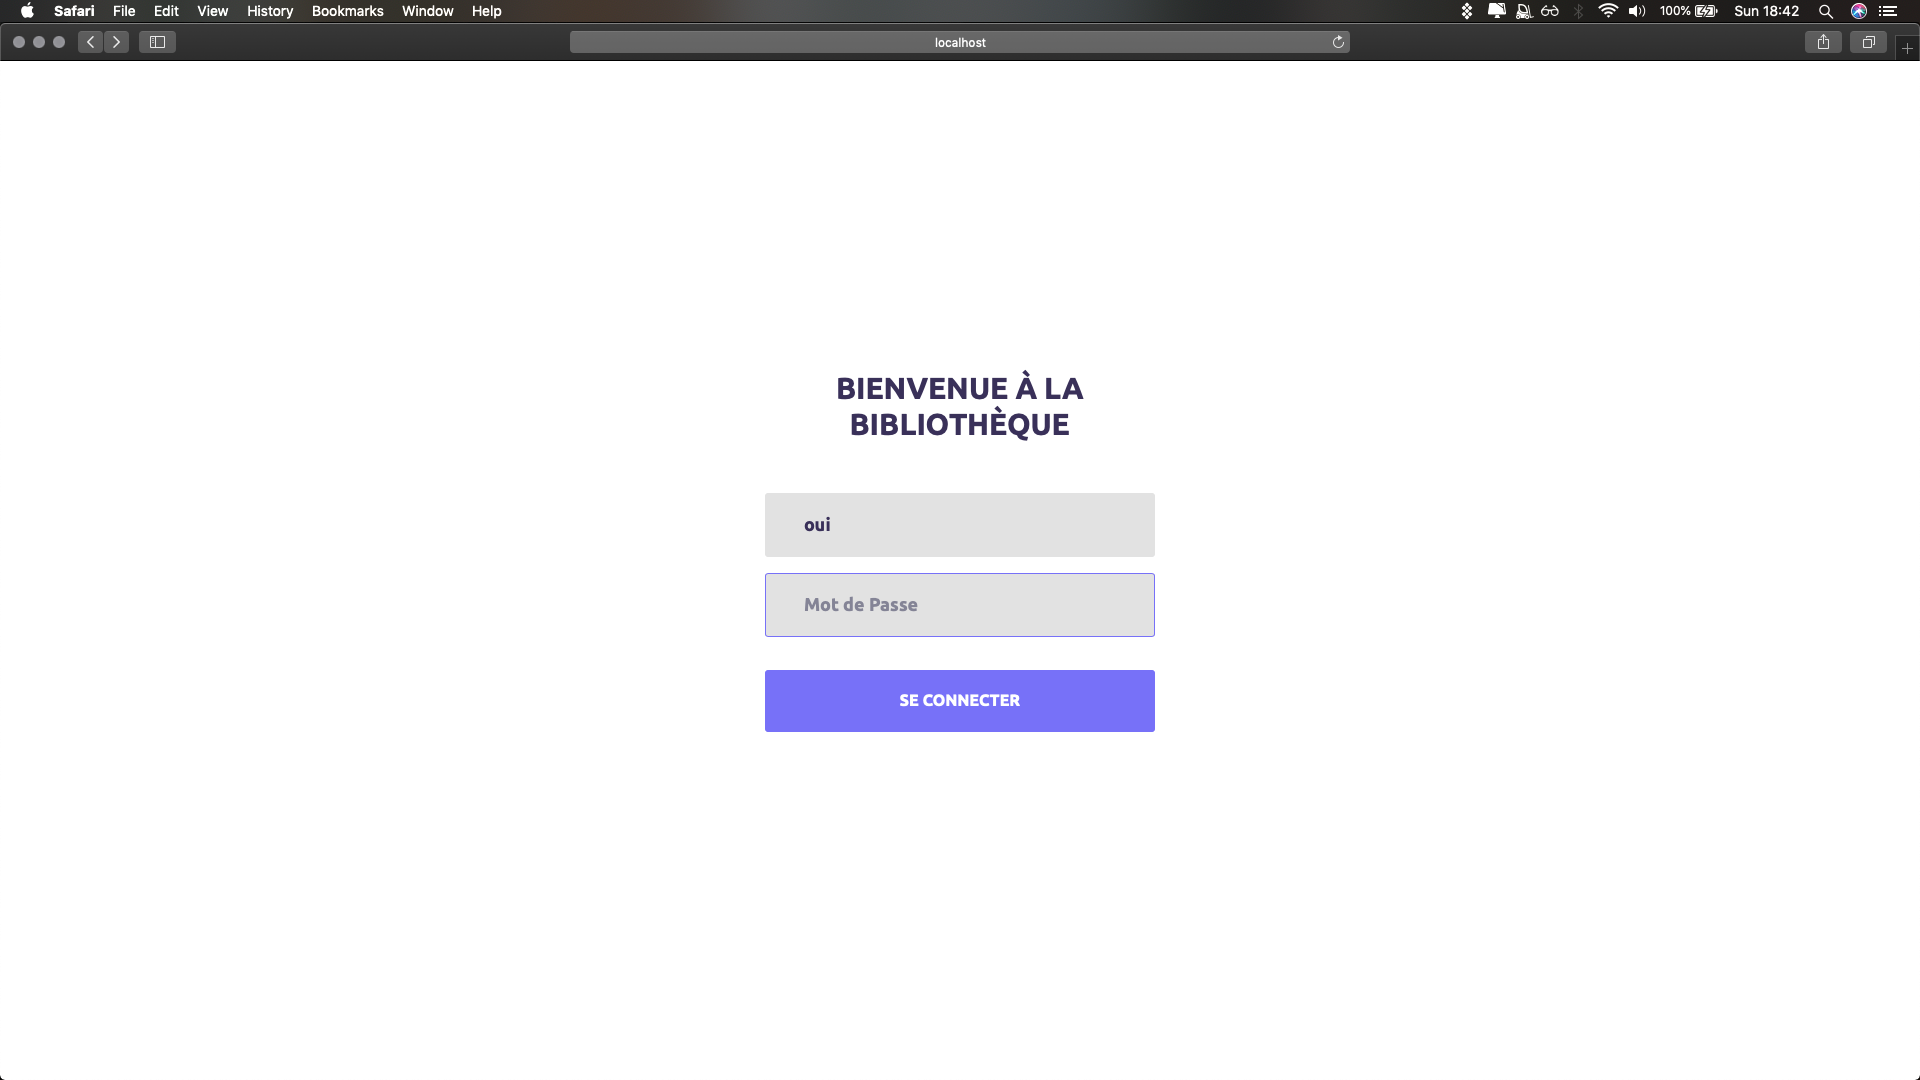 Safari File Edit View History Bookmarks Window Help 100% Sun 18:42
localhost
BIENVENUE À LA
BIBLIOTHÈQUE
oui
Mot de Passe
SE CONNECTER